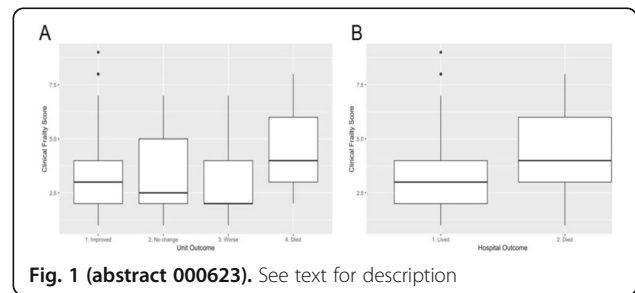 A
B
Clinical Frailty Score
7.5
5.0
2.5
1. Improved
2. No change
3. Worse
4. Died
Unit Outcome
Clinical Frailty Score
7.5
5.0
2.5
1. Lived
2. Died
Hospital Outcome
Fig. 1 (abstract 000623). See text for description